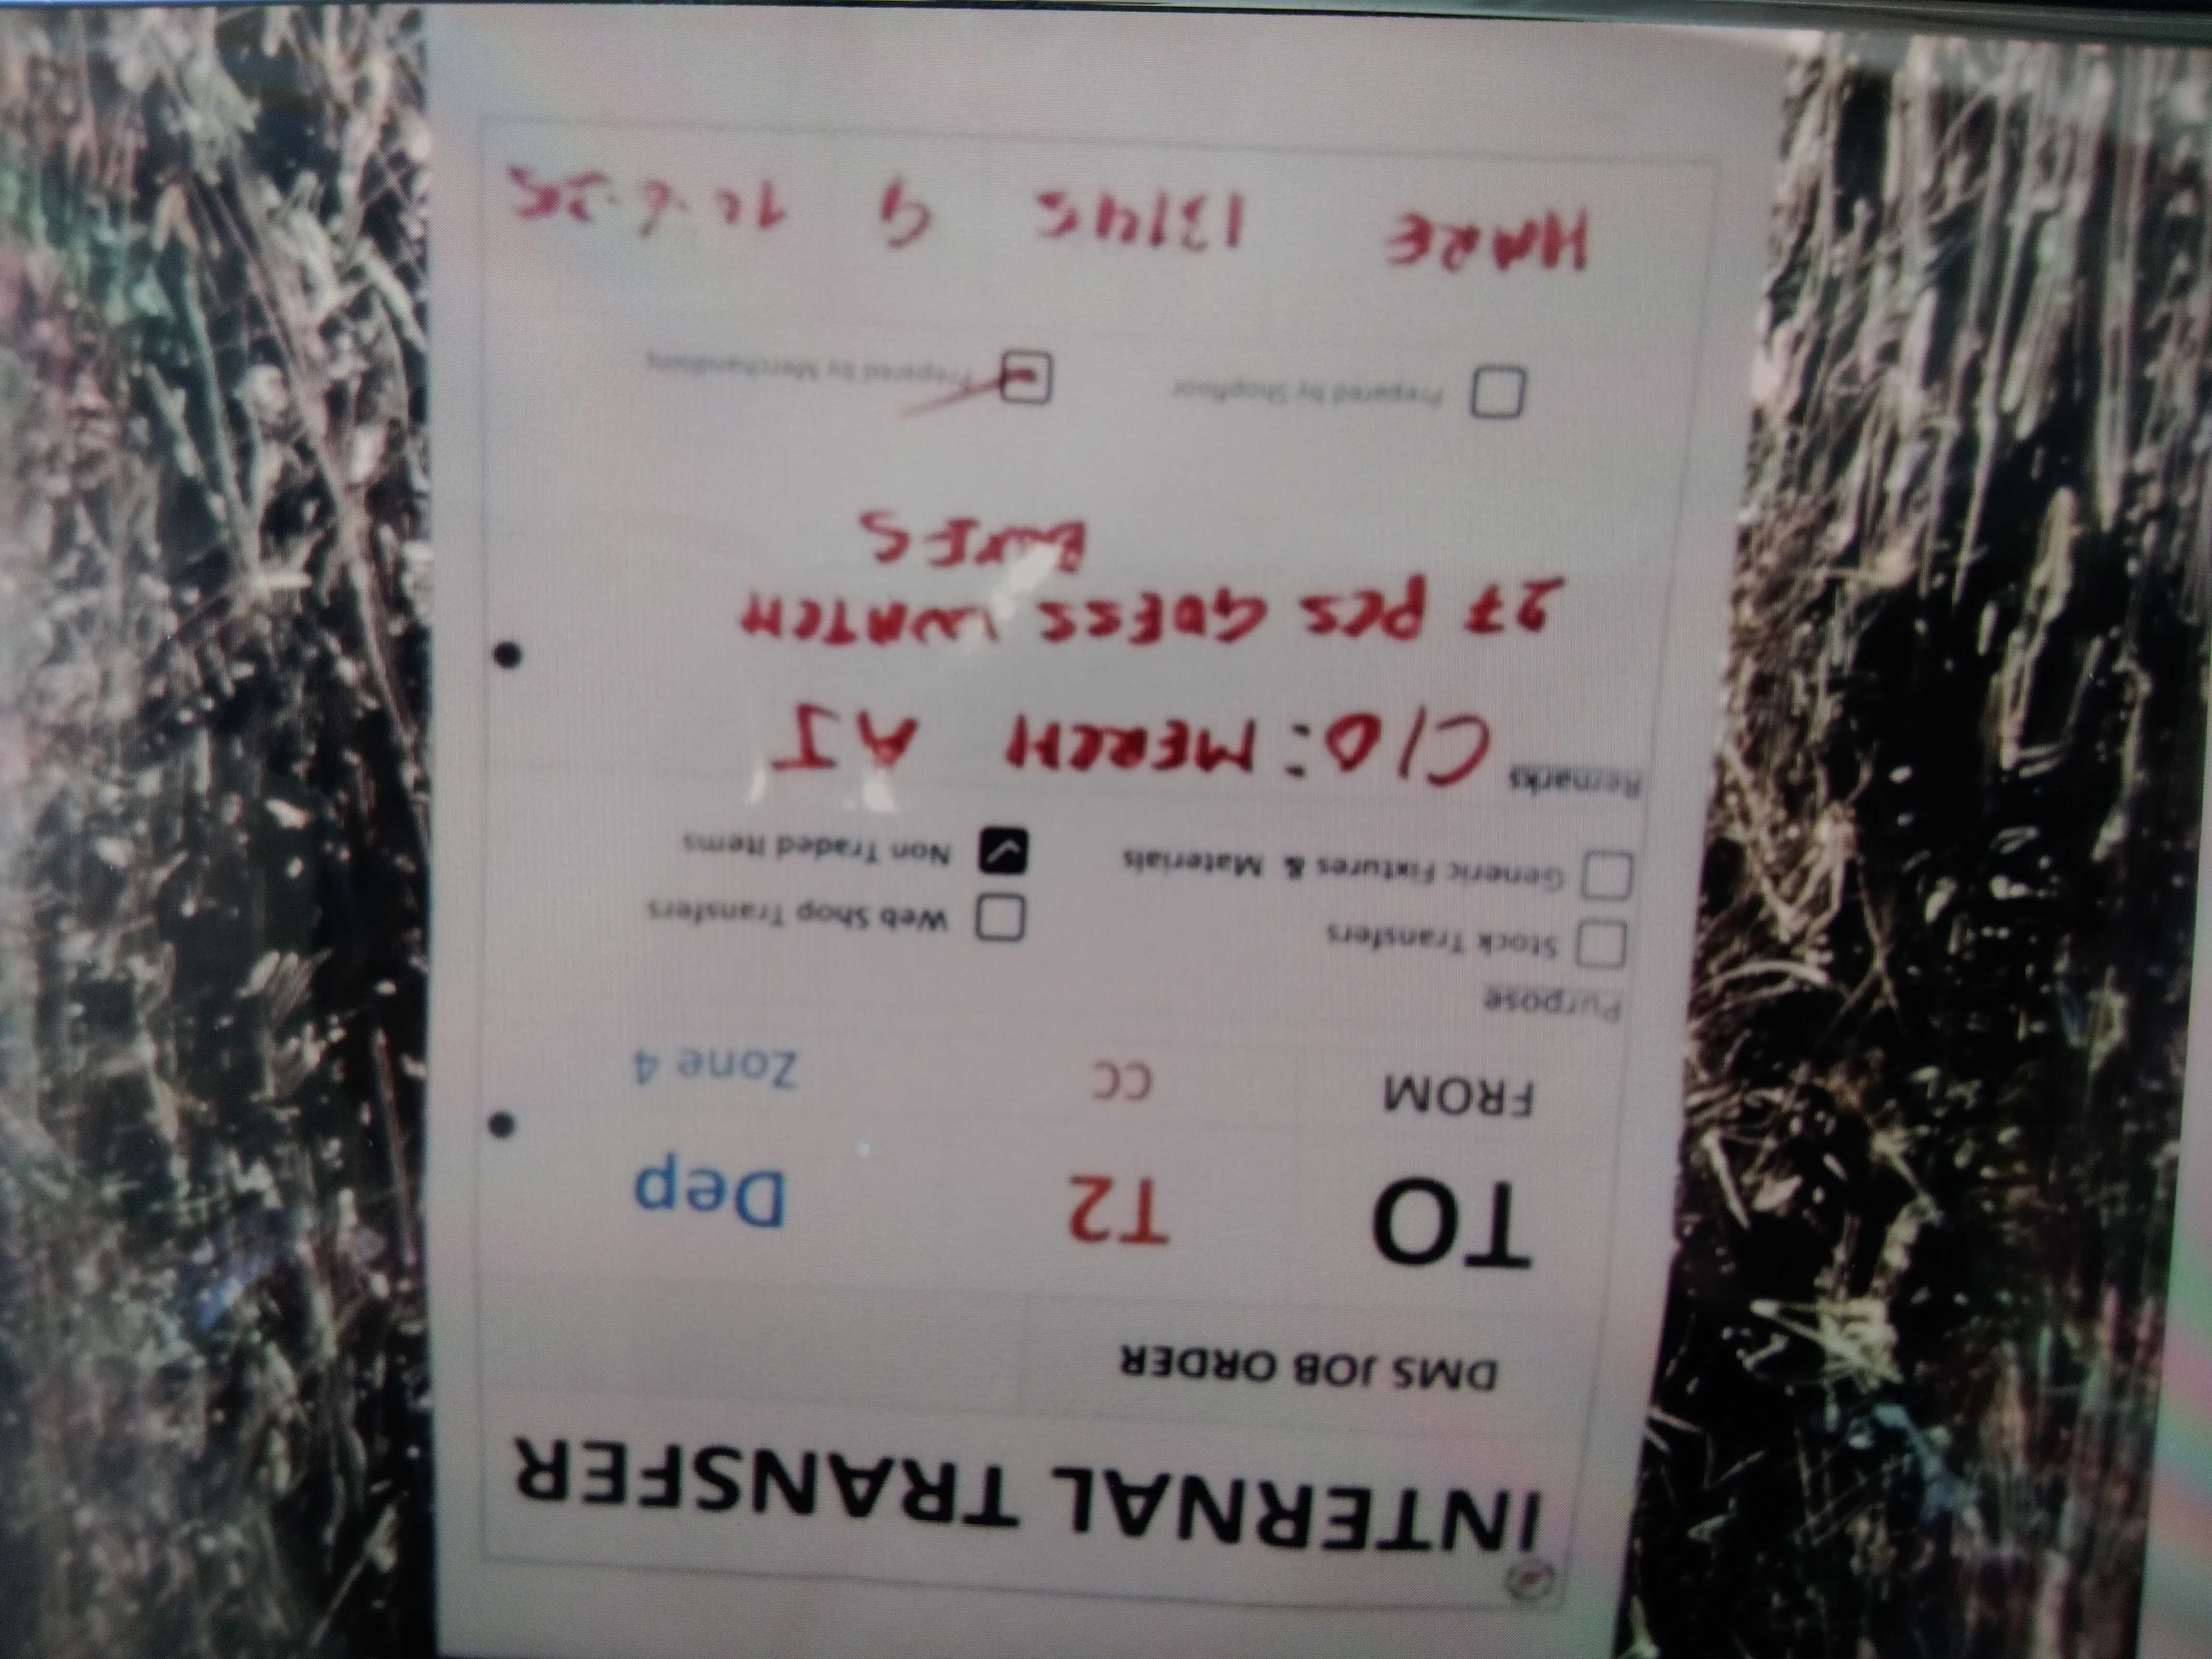 INTERNAL TRANSFER
DMS JOB ORDER
TO T2 Dep
FROM CC Zone 4
Purpose
Stock Transfers Web Shop Transfers
Generic Fixtures & Materials Non Traded Items
Remarks C/O: MERCH AJ
27 PCS GUESS WATCH
BOXES
Prepared by Shopfloor Prepared by Merchandising
HARE 13145